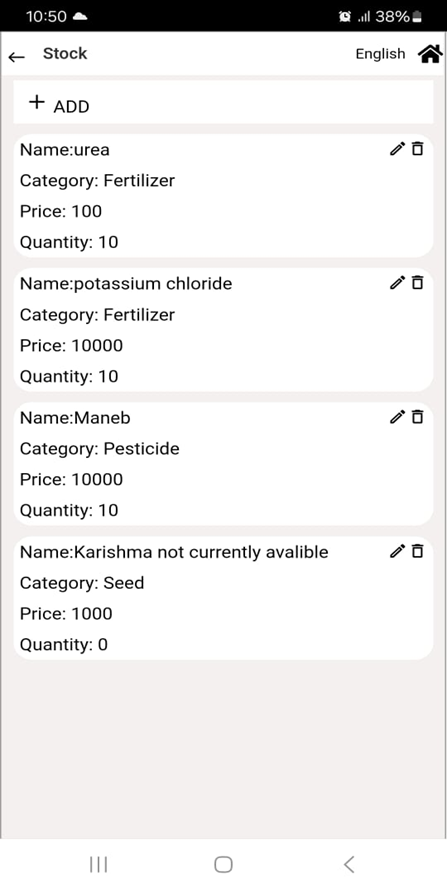 10:50 38%
Stock English
+ ADD
Name:urea
Category: Fertilizer
Price: 100
Quantity: 10
Name:potassium chloride
Category: Fertilizer
Price: 10000
Quantity: 10
Name:Maneb
Category: Pesticide
Price: 10000
Quantity: 10
Name:Karishma not currently avalible
Category: Seed
Price: 1000
Quantity: 0